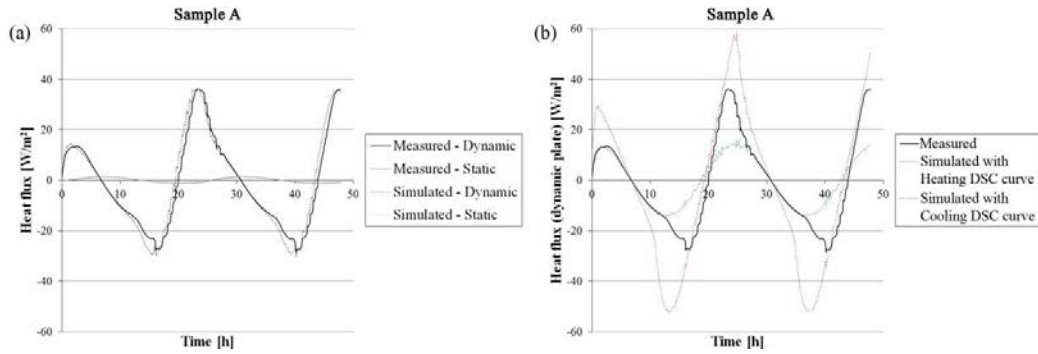 Sample A
(a)
Heat flux [W/m²]
60
40
20
0
-20
-40
-60
0
10
20
30
40
50
Time [h]
Measured - Dynamic
Measured - Static
Simulated - Dynamic
Simulated - Static
Sample A
(b)
Heat flux (dynamic plate) [W/m²]
60
40
20
0
-20
-40
-60
0
10
20
30
40
50
Time [h]
Measured
Simulated with
Heating DSC curve
Simulated with
Cooling DSC curve